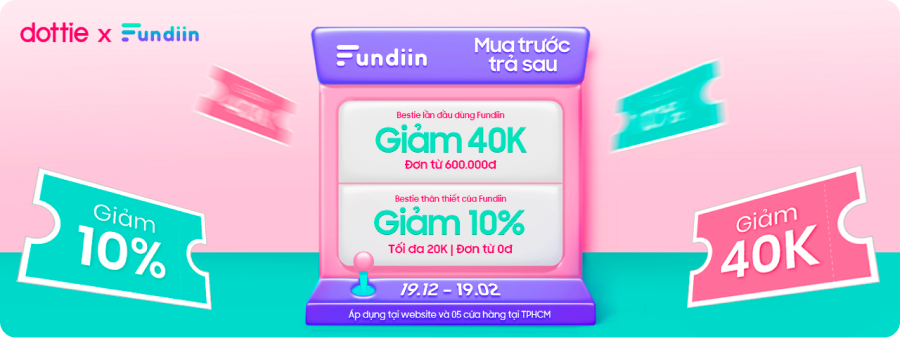 dottie x Fundiin
Fundiin
Mua trước
trả sau
Bestie lần đầu dùng Fundiin
Giảm 40K
Đơn từ 600.000đ
Bestie thân thiết của Fundiin
Giảm 10%
Tối đa 20K | Đơn từ 0đ
19.12 - 19.02
Áp dụng tại website và 05 cửa hàng tại TPHCM
Giảm
10%
Giảm
40K
40K
10%